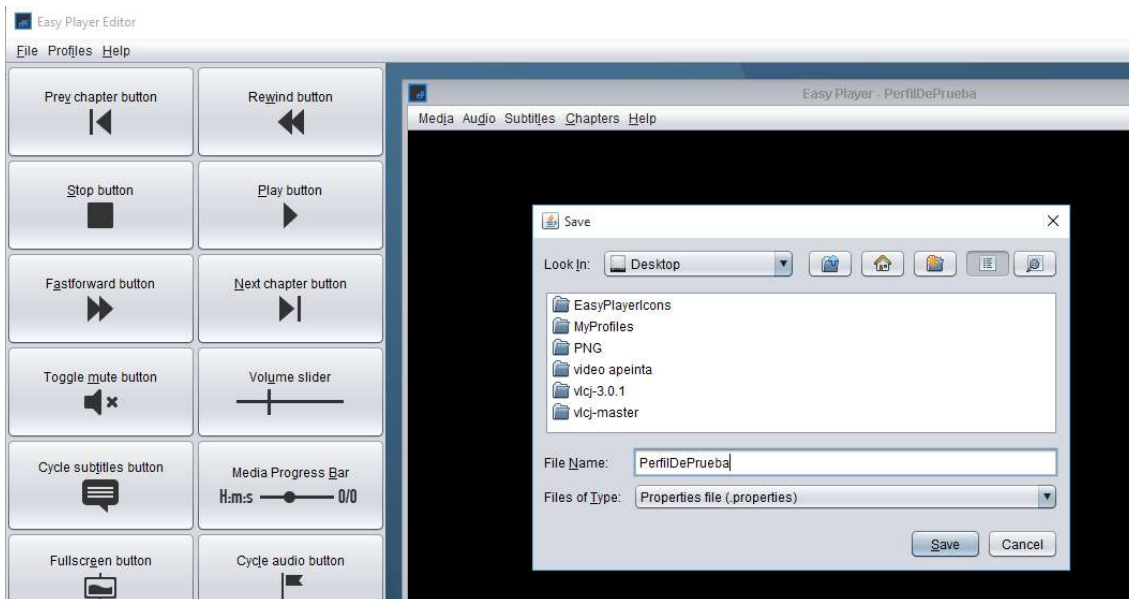 Easy Player Editor
File Profiles Help
Prev chapter button
Rewind button
Stop button
Play button
Fastforward button
Next chapter button
Toggle mute button
Volume slider
Cycle subtitles button
Media Progress Bar
H:m:s 0/0
Fullscreen button
Cycle audio button
Easy Player - PerfilDePrueba
Media Audio Subtitles Chapters Help
Save
Look In: Desktop
EasyPlayerIcons
MyProfiles
PNG
video apeinta
vlcj-3.0.1
vlcj-master
File Name: PerfilDePrueba
Files of Type: Properties file (.properties)
Save Cancel